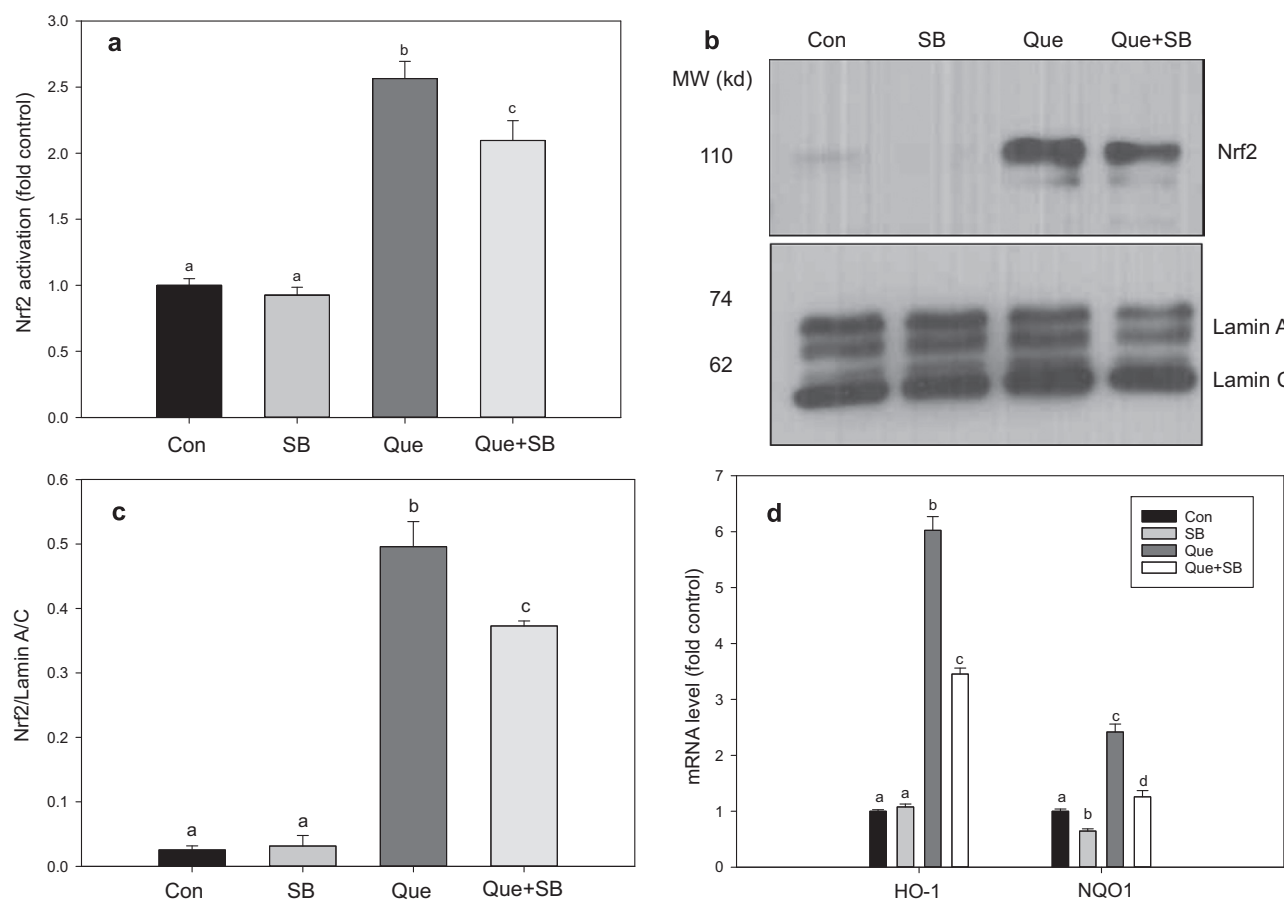 a
Nrf2 activation (fold control)
3.0
2.5
2.0
1.5
1.0
0.5
0.0
a
a
b
c
Con SB Que Que+SB
b
Con SB Que Que+SB
MW (kd)
110
Nrf2
74
62
Lamin A
Lamin C
c
Nrf2/Lamin A/C
0.6
0.5
0.4
0.3
0.2
0.1
0.0
a
a
b
c
Con SB Que Que+SB
d
mRNA level (fold control)
7
6
5
4
3
2
1
0
Con
SB
Que
Que+SB
a
a
b
c
a
b
c
d
HO-1 NQO1